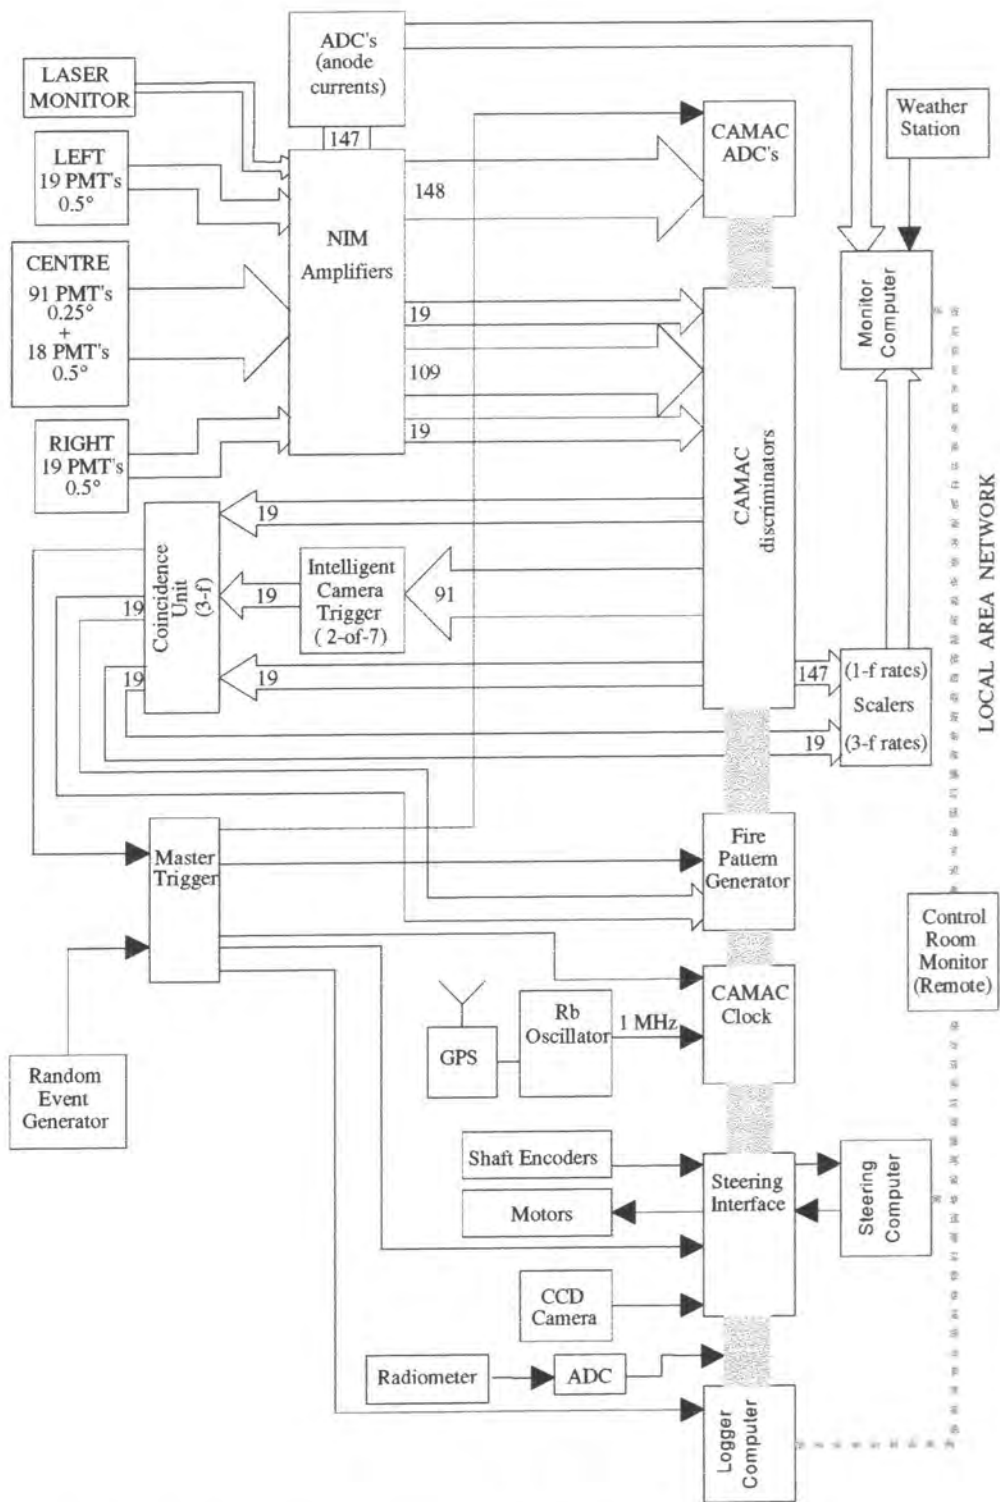 ADC's
(anode
currents)
LASER
MONITOR
147
LEFT
19 PMT's
0.5°
CENTRE
91 PMT's
0.25°
+
18 PMT's
0.5°
RIGHT
19 PMT's
0.5°
NIM
Amplifiers
148
19
109
19
CAMAC
ADC's
Weather
Station
Monitor
Computer
CAMAC
discriminators
LOCAL AREA NETWORK
Coincidence
Unit
(3-f)
19
19
Intelligent
Camera
Trigger
( 2-of-7)
91
19
19
19
147
(1-f rates)
Scalers
(3-f rates)
19
Master
Trigger
Fire
Pattern
Generator
Control
Room
Monitor
(Remote)
Random
Event
Generator
GPS
Rb
Oscillator
1 MHz
CAMAC
Clock
Shaft Encoders
Motors
Steering
Interface
Steering
Computer
CCD
Camera
Radiometer
ADC
Logger
Computer